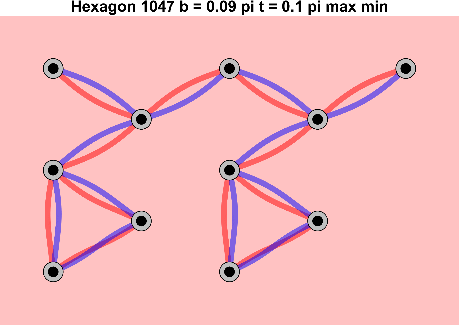 Hexagon 1047 b = 0.09 pi t = 0.1 pi max min